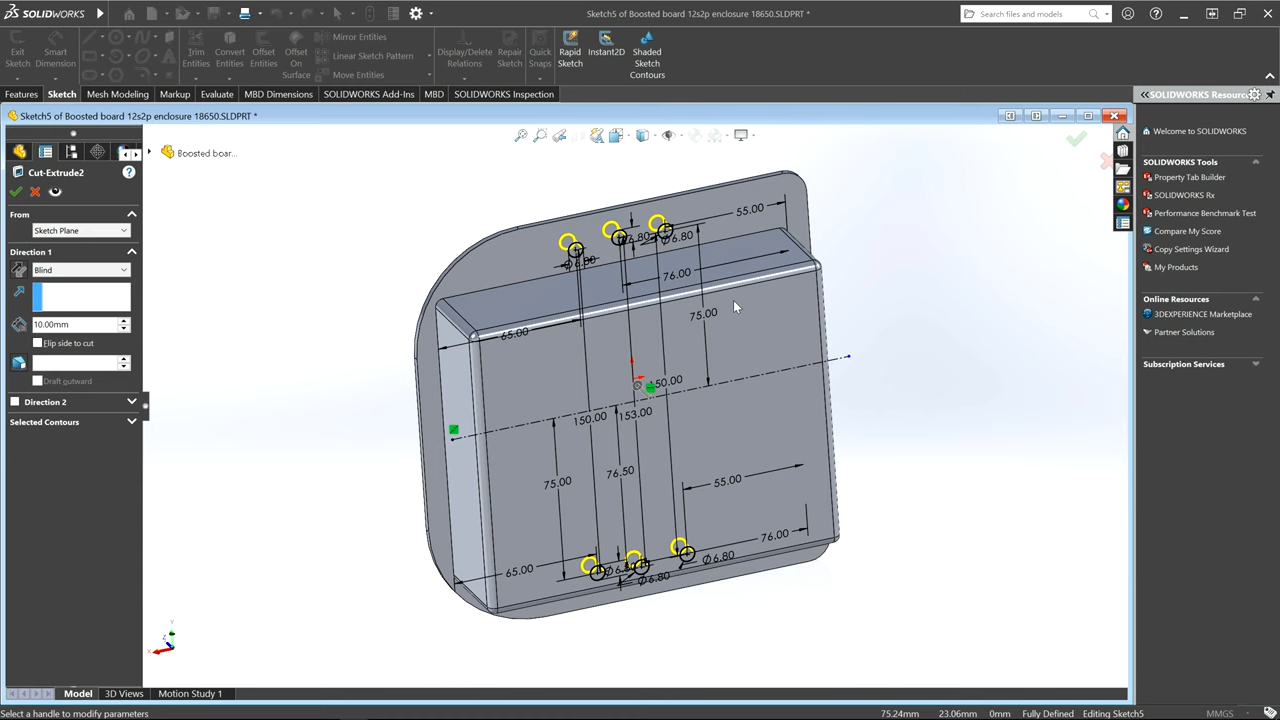 SOLIDWORKS
Sketch5 of Boosted board 12s2p enclosure 18650.SLDPRT *
Search files and models
Exit Sketch
Smart Dimension
Trim Entities
Convert Entities
Offset Entities
Offset On Surface
Mirror Entities
Linear Sketch Pattern
Move Entities
Display/Delete Relations
Repair Sketch
Quick Snaps
Rapid Sketch
Instant2D
Shaded Sketch Contours
Features
Sketch
Mesh Modeling
Markup
Evaluate
MBD Dimensions
SOLIDWORKS Add-Ins
MBD
SOLIDWORKS Inspection
Sketch5 of Boosted board 12s2p enclosure 18650.SLDPRT *
Boosted boar...
Cut-Extrude2
From
Sketch Plane
Direction 1
Blind
10.00mm
Flip side to cut
Draft outward
Direction 2
Selected Contours
55.00
Ø6.80
76.00
75.00
65.00
150.00
153.00
75.00
76.50
55.00
76.00
65.00
Ø6.80
Ø6.80
SOLIDWORKS Resourc...
Welcome to SOLIDWORKS
SOLIDWORKS Tools
Property Tab Builder
SOLIDWORKS Rx
Performance Benchmark Test
Compare My Score
Copy Settings Wizard
My Products
Online Resources
3DEXPERIENCE Marketplace
Partner Solutions
Subscription Services
Model
3D Views
Motion Study 1
Select a handle to modify parameters
75.24mm
23.06mm
0mm
Fully Defined
Editing Sketch5
MMGS